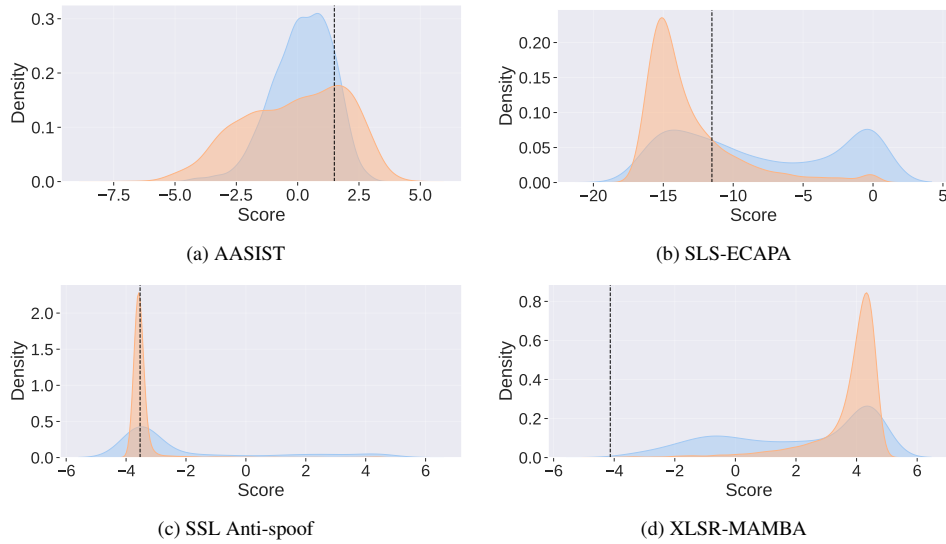 0.3
0.2
0.1
0.0
Density
−7.5 −5.0 −2.5 0.0 2.5 5.0
Score
(a) AASIST
0.20
0.15
0.10
0.05
0.00
Density
−20 −15 −10 −5 0 5
Score
(b) SLS-ECAPA
2.0
1.5
1.0
0.5
0.0
Density
−6 −4 −2 0 2 4 6
Score
(c) SSL Anti-spoof
0.8
0.6
0.4
0.2
0.0
Density
−4 −2 0 2 4 6
Score
(d) XLSR-MAMBA